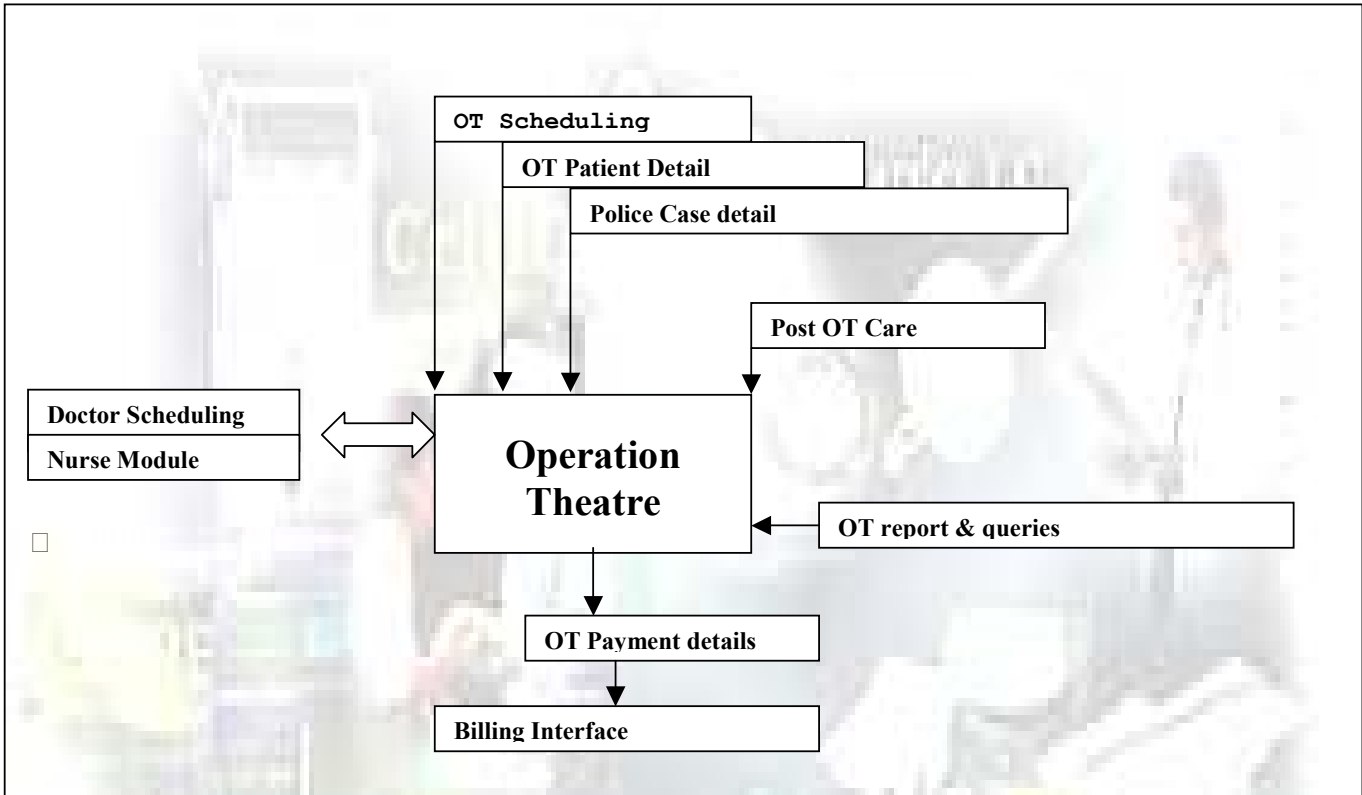 OT Scheduling
OT Patient Detail
Police Case detail
Post OT Care
Doctor Scheduling
Nurse Module
Operation
Theatre
OT report & queries
OT Payment details
Billing Interface